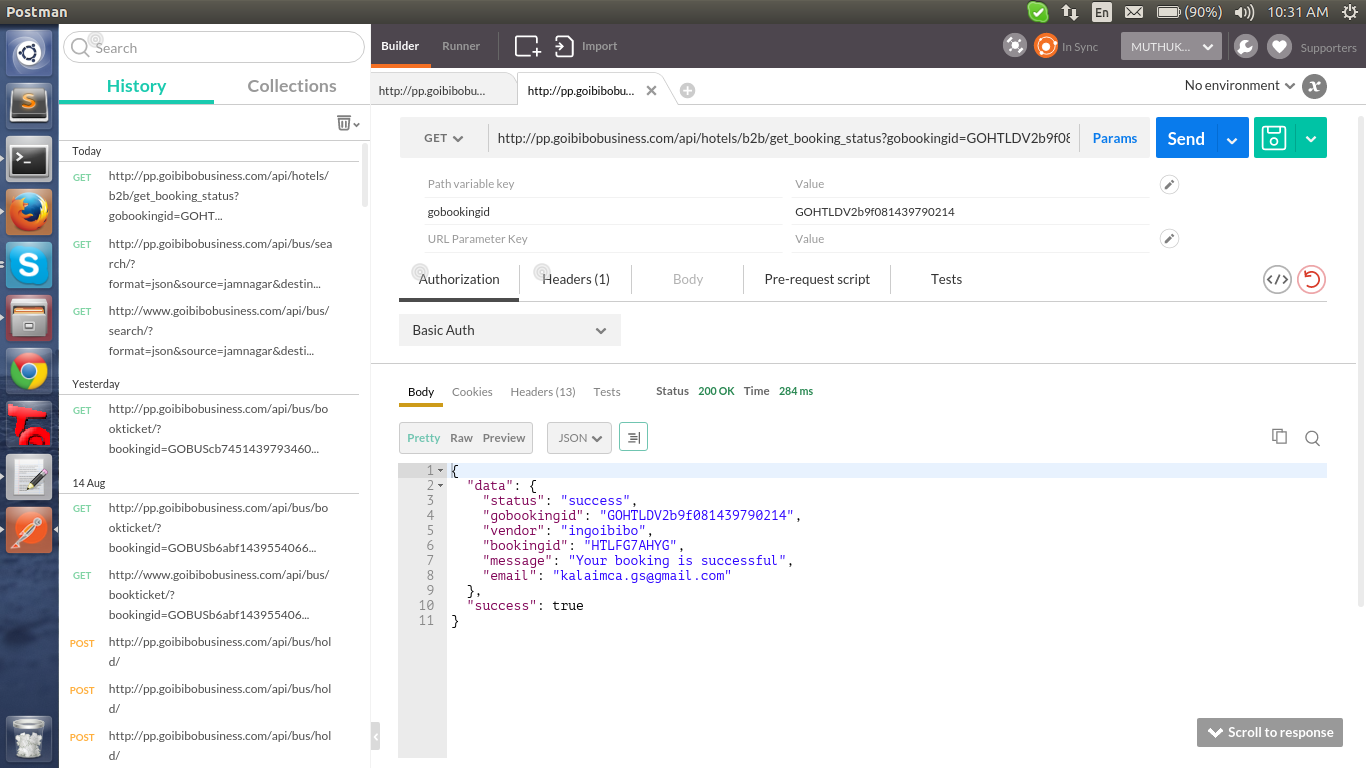 Postman
En
(90%)
10:31 AM
Search
Builder
Runner
Import
In Sync
MUTHUK...
Supporters
History
Collections
http://pp.goibibobu...
http://pp.goibibobu...
No environment
x
GET
http://pp.goibibobusiness.com/api/hotels/b2b/get_booking_status?gobookingid=GOHTLDV2b9f08
Params
Send
Today
GET
http://pp.goibibobusiness.com/api/hotels/
b2b/get_booking_status?
gobookingid=GOHT...
GET
http://pp.goibibobusiness.com/api/bus/sea
rch/?
format=json&source=jamnagar&destin...
GET
http://www.goibibobusiness.com/api/bus/
search/?
format=json&source=jamnagar&desti...
Yesterday
GET
http://pp.goibibobusiness.com/api/bus/bo
okticket/?
bookingid=GOBUScb7451439793460...
14 Aug
GET
http://pp.goibibobusiness.com/api/bus/bo
okticket/?
bookingid=GOBUSb6abf1439554066...
GET
http://www.goibibobusiness.com/api/bus/
bookticket/?
bookingid=GOBUSb6abf143955406...
POST
http://pp.goibibobusiness.com/api/bus/hol
d/
POST
http://pp.goibibobusiness.com/api/bus/hol
d/
POST
http://pp.goibibobusiness.com/api/bus/hol
d/
Path variable key
Value
gobookingid
GOHTLDV2b9f081439790214
URL Parameter Key
Value
Authorization
Headers (1)
Body
Pre-request script
Tests
Basic Auth
Body
Cookies
Headers (13)
Tests
Status 200 OK Time 284 ms
Pretty Raw Preview
JSON
1 {
2 "data": {
3 "status": "success",
4 "gobookingid": "GOHTLDV2b9f081439790214",
5 "vendor": "ingoibibo",
6 "bookingid": "HTLFG7AHYG",
7 "message": "Your booking is successful",
8 "email": "kalaimca.gs@gmail.com"
9 },
10 "success": true
11 }
Scroll to response